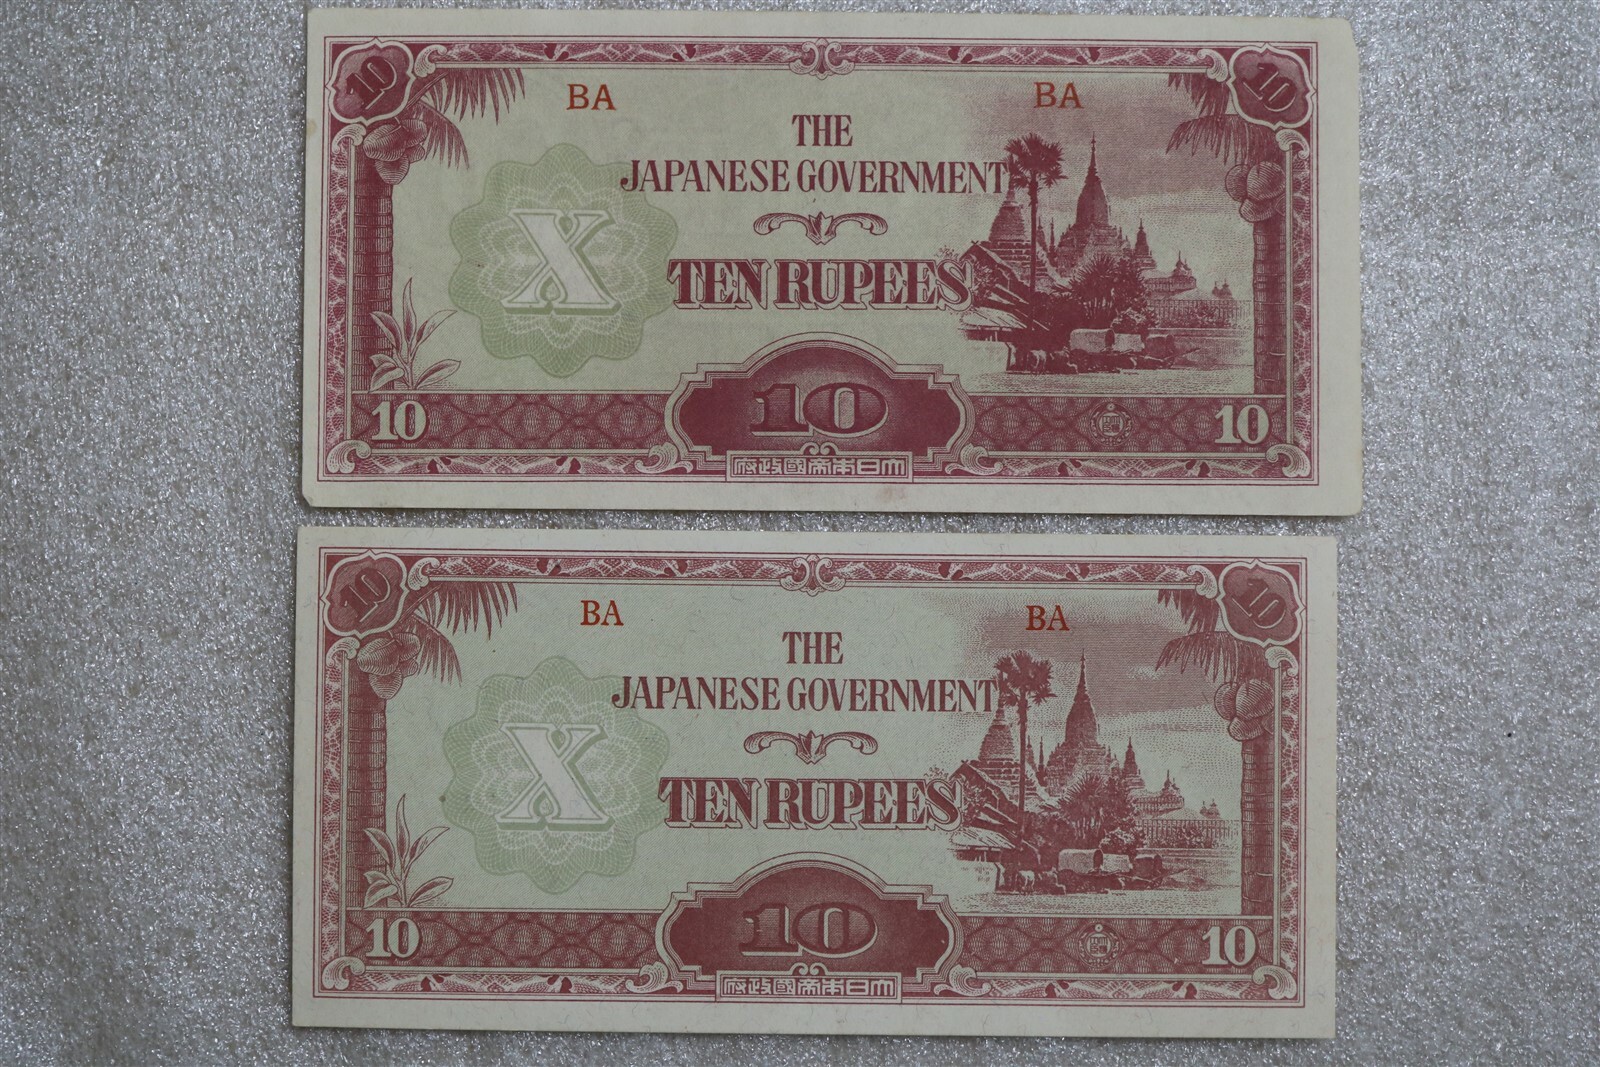 10 10
BA BA
THE
JAPANESE GOVERNMENT
X
TEN RUPEES
10 10 10
府政國帝本日大
10 10
BA BA
THE
JAPANESE GOVERNMENT
X
TEN RUPEES
10 10 10
府政國帝本日大